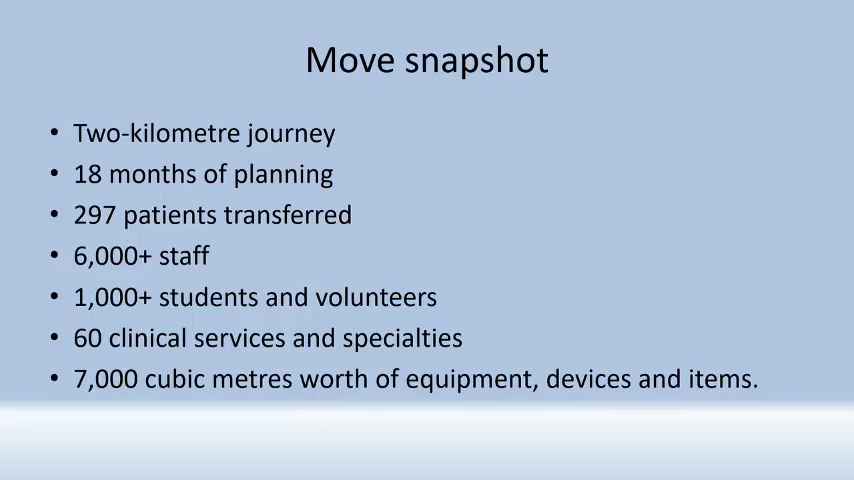 Move snapshot
• Two-kilometre journey
• 18 months of planning
• 297 patients transferred
• 6,000+ staff
• 1,000+ students and volunteers
• 60 clinical services and specialties
• 7,000 cubic metres worth of equipment, devices and items.